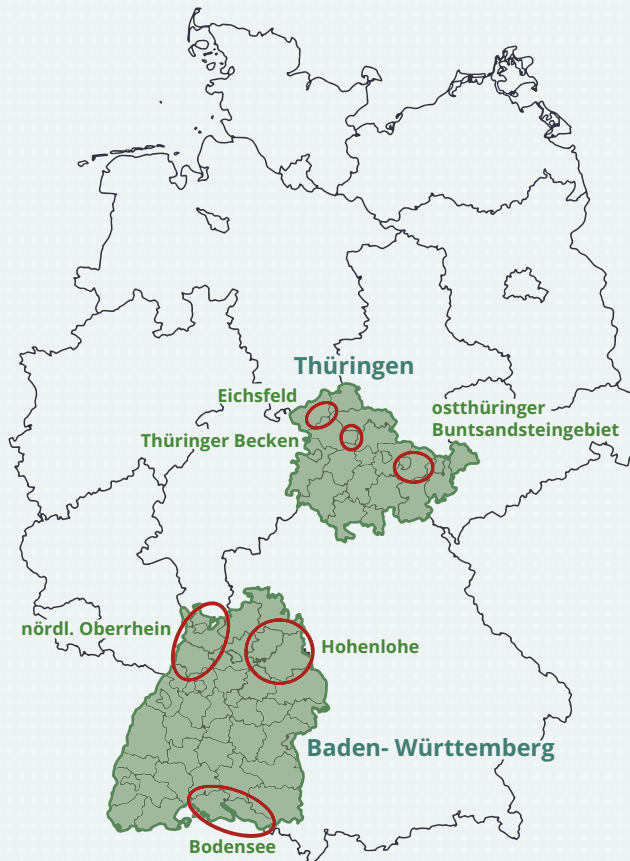 Thüringen
Eichsfeld
ostthüringer
Buntsandsteingebiet
Thüringer Becken
nördl. Oberrhein
Hohenlohe
Baden- Württemberg
Bodensee